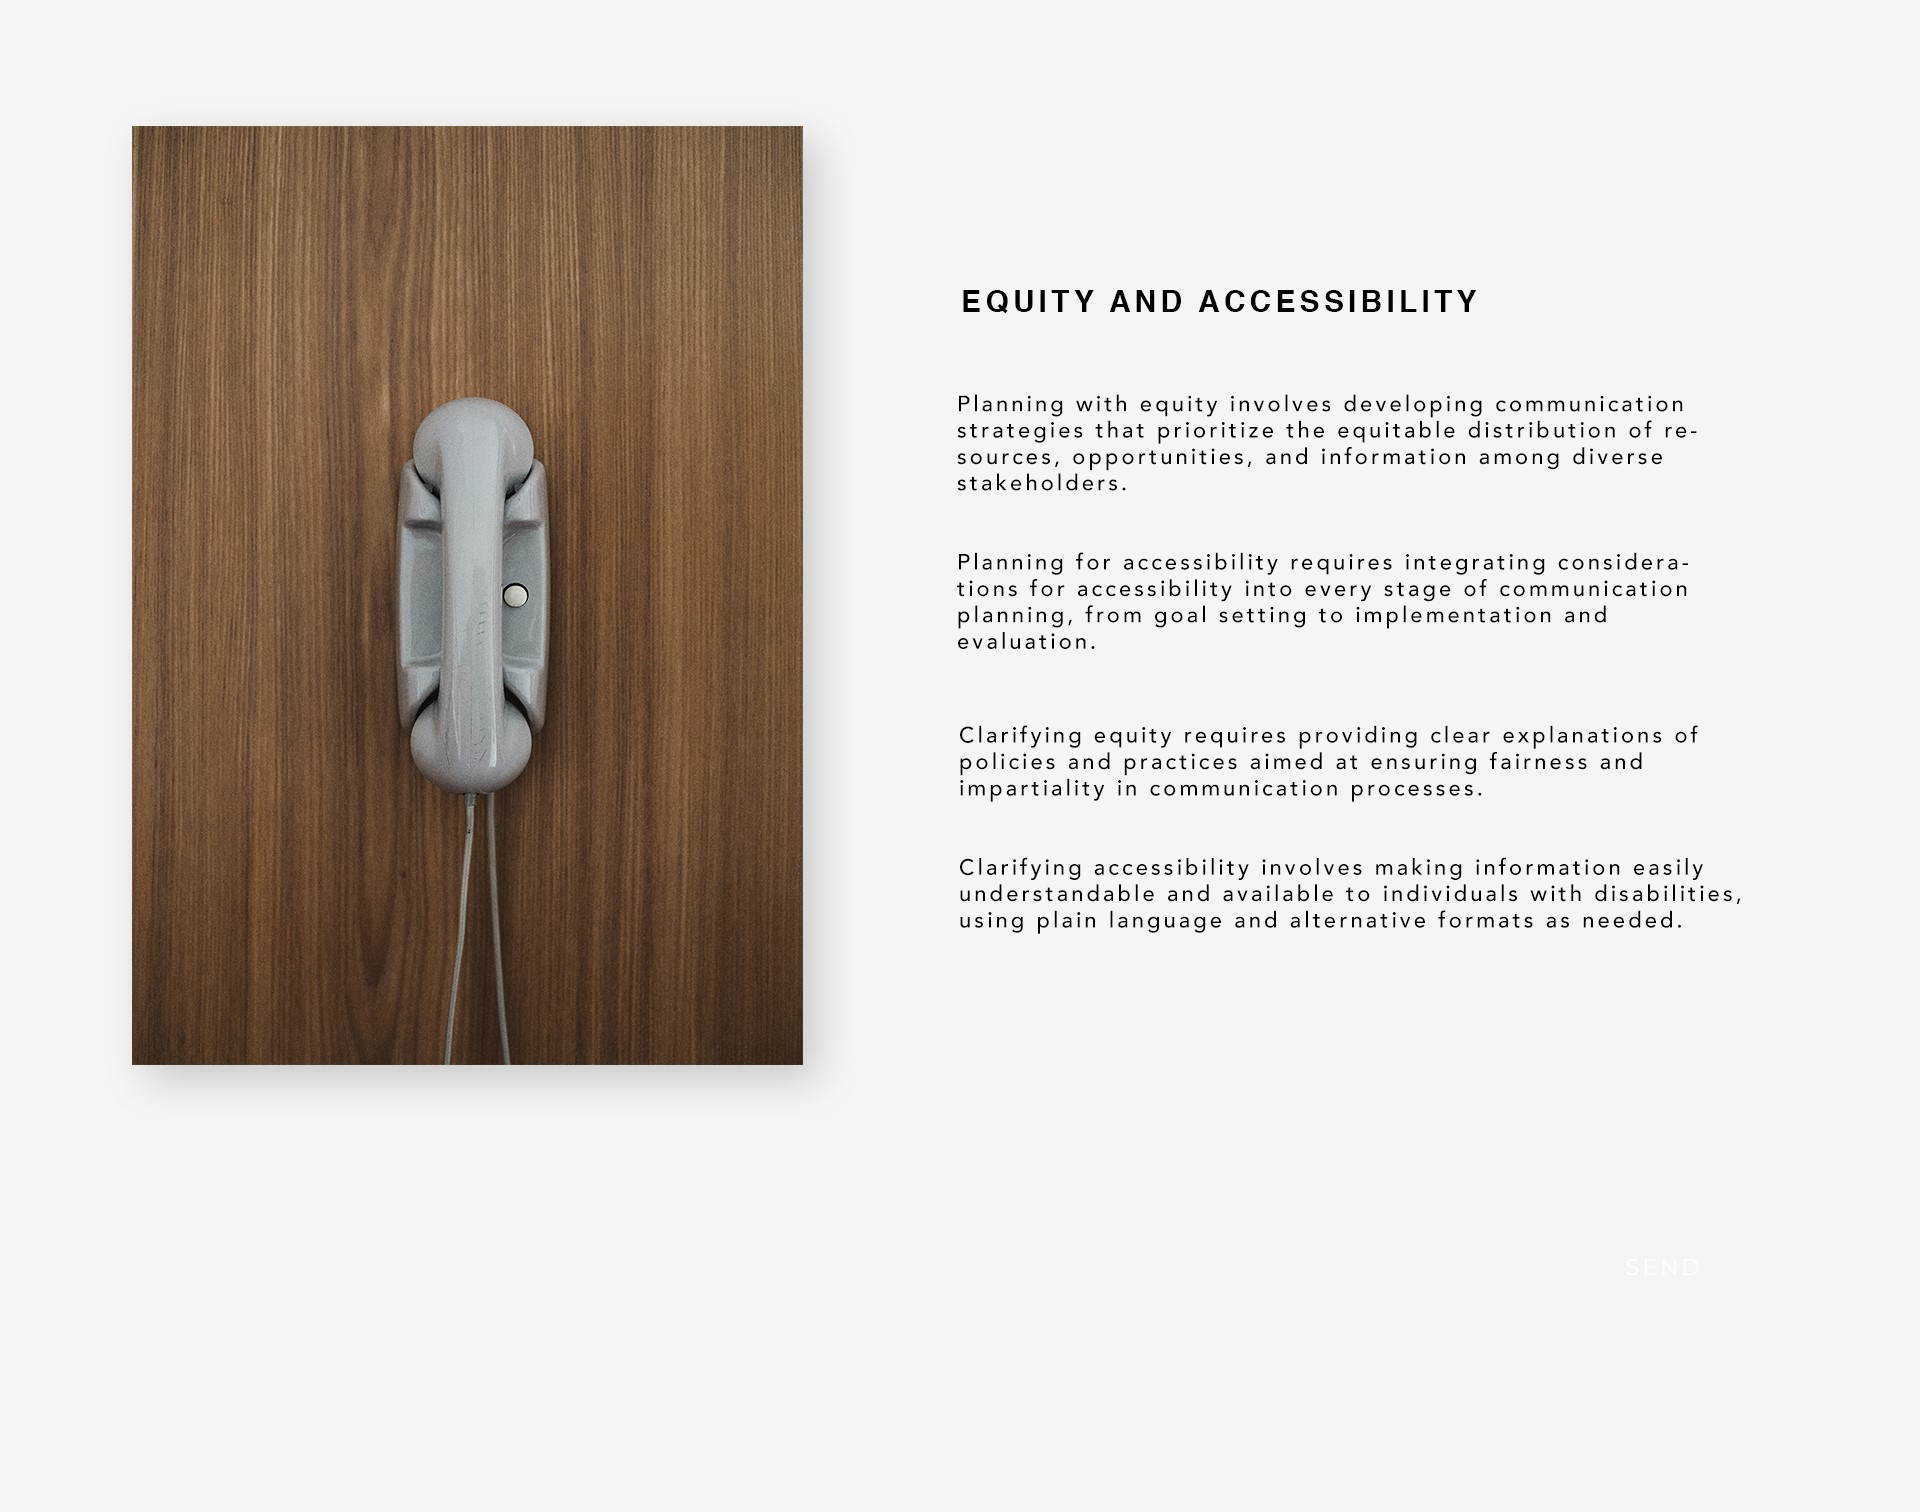 EQUITY AND ACCESSIBILITY
Planning with equity involves developing communication
strategies that prioritize the equitable distribution of re-
sources, opportunities, and information among diverse
stakeholders.
Planning for accessibility requires integrating considera-
tions for accessibility into every stage of communication
planning, from goal setting to implementation and
evaluation.
Clarifying equity requires providing clear explanations of
policies and practices aimed at ensuring fairness and
impartiality in communication processes.
Clarifying accessibility involves making information easily
understandable and available to individuals with disabilities,
using plain language and alternative formats as needed.
SEND